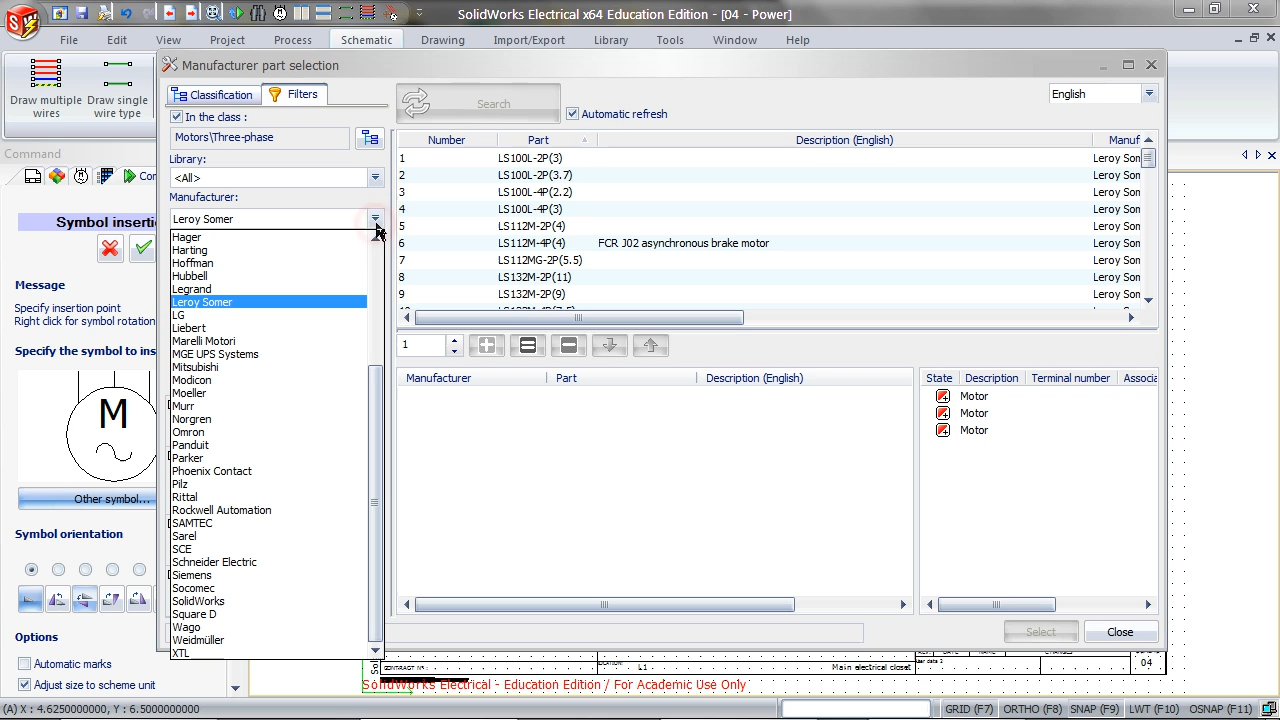 SolidWorks Electrical x64 Education Edition - [04 - Power]
File Edit View Project Process Schematic Drawing Import/Export Library Tools Window Help
Draw multiple wires
Draw single wire type
Command
Symbol insertio
Message
Specify insertion point
Right click for symbol rotation
Specify the symbol to ins
M
Other symbol...
Symbol orientation
Options
Automatic marks
Adjust size to scheme unit
Manufacturer part selection
Classification Filters
In the class :
Motors\Three-phase
Library:
<All>
Manufacturer:
Leroy Somer
Hager
Harting
Hoffman
Hubbell
Legrand
Leroy Somer
LG
Liebert
Marelli Motori
MGE UPS Systems
Mitsubishi
Modicon
Moeller
Murr
Norgren
Omron
Panduit
Parker
Phoenix Contact
Pilz
Rittal
Rockwell Automation
SAMTEC
Sarel
SCE
Schneider Electric
Siemens
Socomec
SolidWorks
Square D
Wago
Weidmüller
XTL
Search
Automatic refresh
English
Number Part Description (English) Manuf
1 LS100L-2P(3) Leroy Som
2 LS100L-2P(3.7) Leroy Som
3 LS100L-4P(2.2) Leroy Som
4 LS100L-4P(3) Leroy Som
5 LS112M-2P(4) Leroy Som
6 LS112M-4P(4) FCR J02 asynchronous brake motor Leroy Som
7 LS112MG-2P(5.5) Leroy Som
8 LS132M-2P(11) Leroy Som
9 LS132M-2P(9) Leroy Som
1
Manufacturer Part Description (English)
State Description Terminal number Associa
Motor
Motor
Motor
Select Close
CONTRACT N°:
L1
Main electrical closet
04
SolidWorks Electrical - Education Edition / For Academic Use Only
(A) X : 4.6250000000, Y : 6.5000000000
GRID (F7) ORTHO (F8) SNAP (F9) LWT (F10) OSNAP (F11)